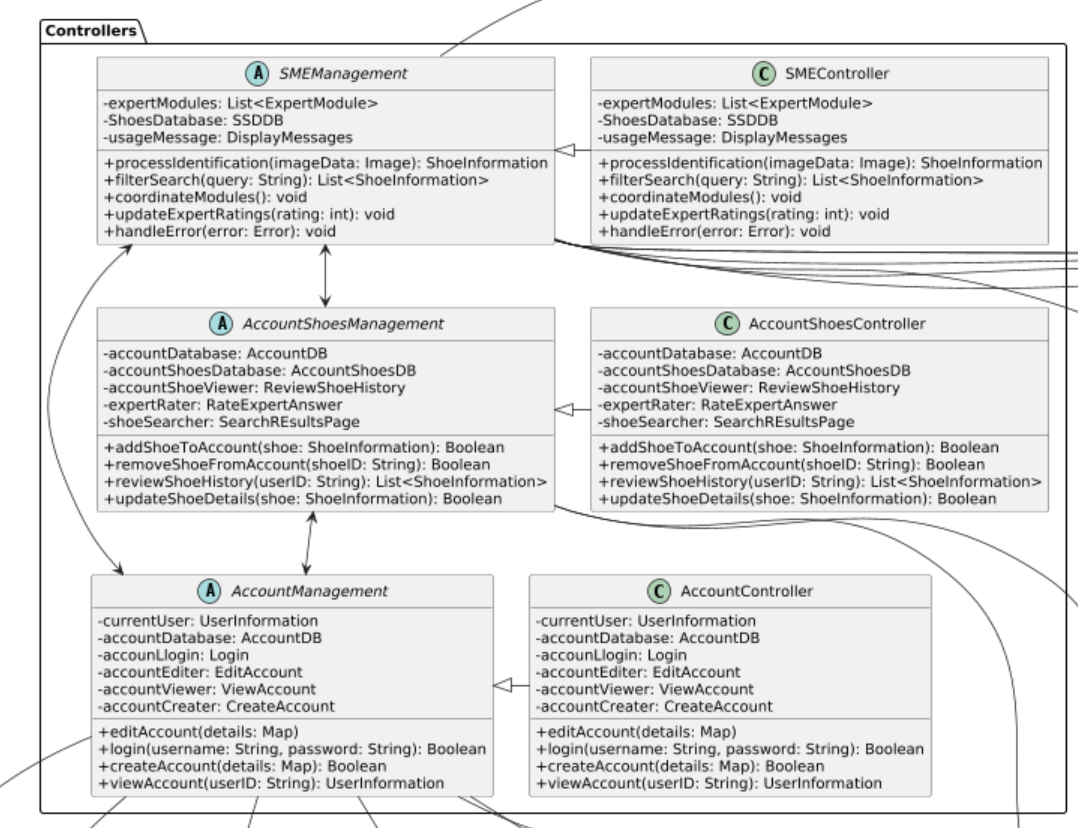 Controllers
A SMEManagement
-expertModules: List<ExpertModule>
-ShoesDatabase: SSDDB
-usageMessage: DisplayMessages
+processIdentification(imageData: Image): ShoeInformation
+filterSearch(query: String): List<ShoeInformation>
+coordinateModules(): void
+updateExpertRatings(rating: int): void
+handleError(error: Error): void
C SMEController
-expertModules: List<ExpertModule>
-ShoesDatabase: SSDDB
-usageMessage: DisplayMessages
+processIdentification(imageData: Image): ShoeInformation
+filterSearch(query: String): List<ShoeInformation>
+coordinateModules(): void
+updateExpertRatings(rating: int): void
+handleError(error: Error): void
A AccountShoesManagement
-accountDatabase: AccountDB
-accountShoesDatabase: AccountShoesDB
-accountShoeViewer: ReviewShoeHistory
-expertRater: RateExpertAnswer
-shoeSearcher: SearchREsultsPage
+addShoeToAccount(shoe: ShoeInformation): Boolean
+removeShoeFromAccount(shoeID: String): Boolean
+reviewShoeHistory(userID: String): List<ShoeInformation>
+updateShoeDetails(shoe: ShoeInformation): Boolean
C AccountShoesController
-accountDatabase: AccountDB
-accountShoesDatabase: AccountShoesDB
-accountShoeViewer: ReviewShoeHistory
-expertRater: RateExpertAnswer
-shoeSearcher: SearchREsultsPage
+addShoeToAccount(shoe: ShoeInformation): Boolean
+removeShoeFromAccount(shoeID: String): Boolean
+reviewShoeHistory(userID: String): List<ShoeInformation>
+updateShoeDetails(shoe: ShoeInformation): Boolean
A AccountManagement
-currentUser: UserInformation
-accountDatabase: AccountDB
-accounLlogin: Login
-accountEditer: EditAccount
-accountViewer: ViewAccount
-accountCreater: CreateAccount
+editAccount(details: Map)
+login(username: String, password: String): Boolean
+createAccount(details: Map): Boolean
+viewAccount(userID: String): UserInformation
C AccountController
-currentUser: UserInformation
-accountDatabase: AccountDB
-accounLlogin: Login
-accountEditer: EditAccount
-accountViewer: ViewAccount
-accountCreater: CreateAccount
+editAccount(details: Map)
+login(username: String, password: String): Boolean
+createAccount(details: Map): Boolean
+viewAccount(userID: String): UserInformation